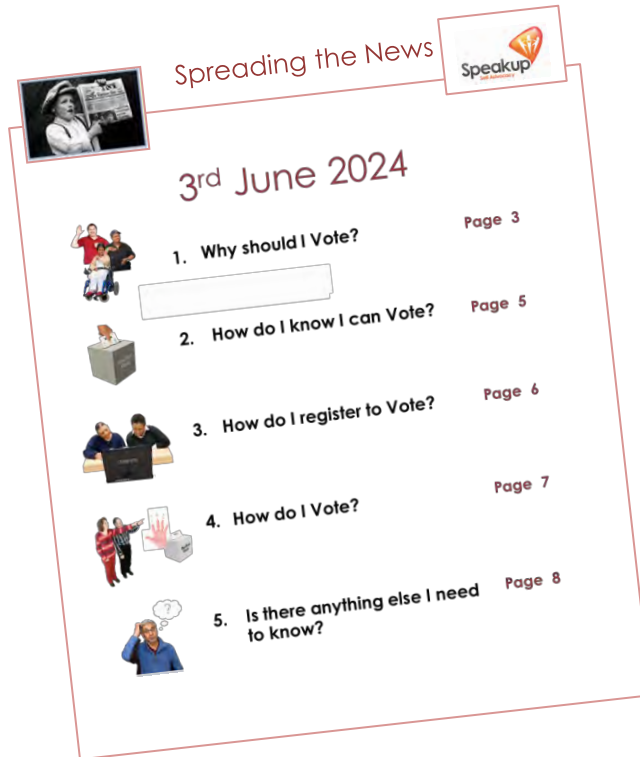 Spreading the News
Speakup
Self Advocacy
3rd June 2024
1. Why should I Vote? Page 3
2. How do I know I can Vote? Page 5
3. How do I register to Vote? Page 6
4. How do I Vote? Page 7
5. Is there anything else I need Page 8
to know?
?